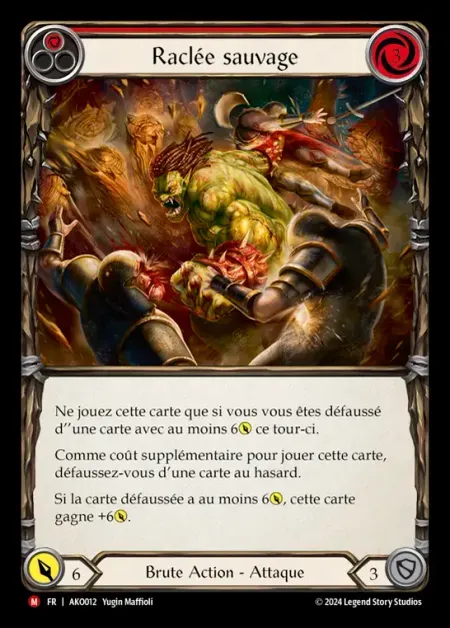 Raclée sauvage
3
Ne jouez cette carte que si vous vous êtes défaussé
d''une carte avec au moins 6 ce tour-ci.
Comme coût supplémentaire pour jouer cette carte,
défaussez-vous d'une carte au hasard.
Si la carte défaussée a au moins 6, cette carte
gagne +6.
6
Brute Action - Attaque
3
M FR | AKO012 Yugin Maffioli
© 2024 Legend Story Studios